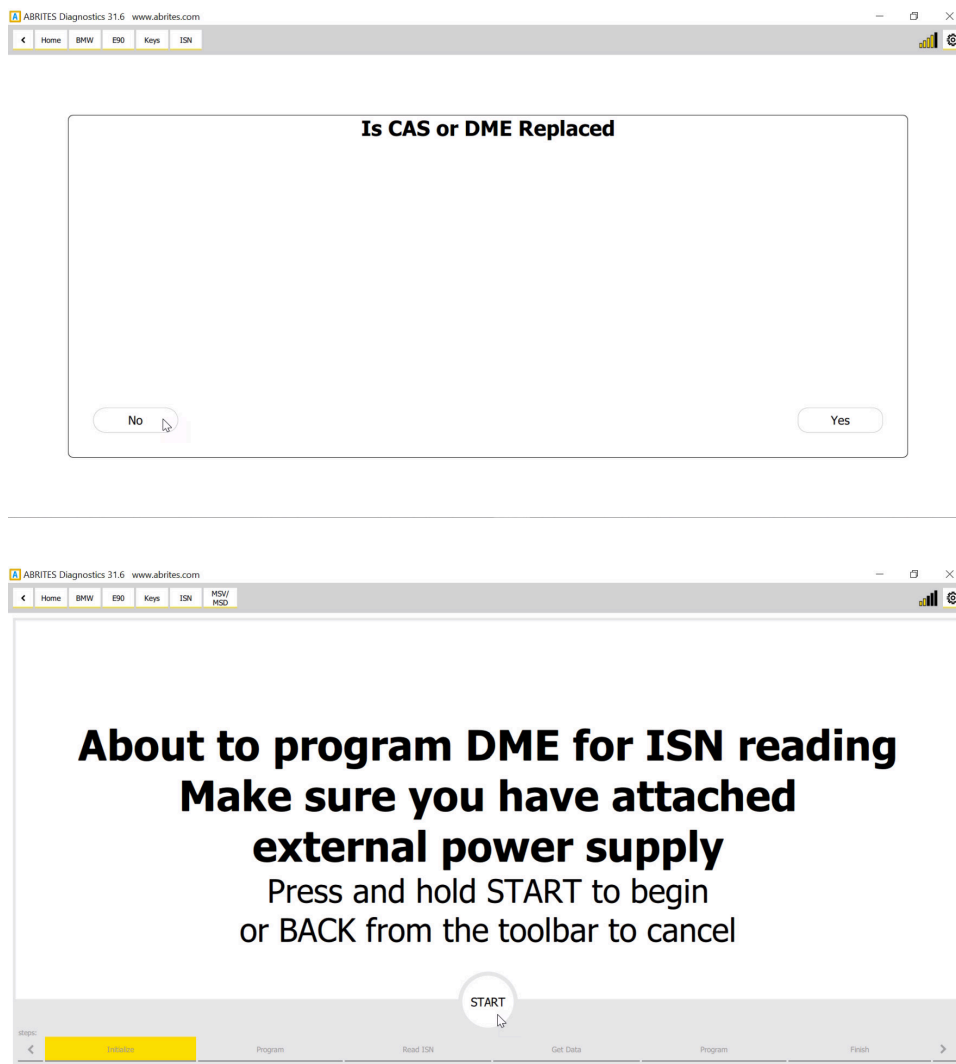 ABRITES Diagnostics 31.6 www.abrites.com
Home BMW E90 Keys ISN
Is CAS or DME Replaced
No Yes
ABRITES Diagnostics 31.6 www.abrites.com
Home BMW E90 Keys ISN MSV/
MSD
About to program DME for ISN reading
Make sure you have attached
external power supply
Press and hold START to begin
or BACK from the toolbar to cancel
START
steps:
Initialize Program Read ISN Get Data Program Finish